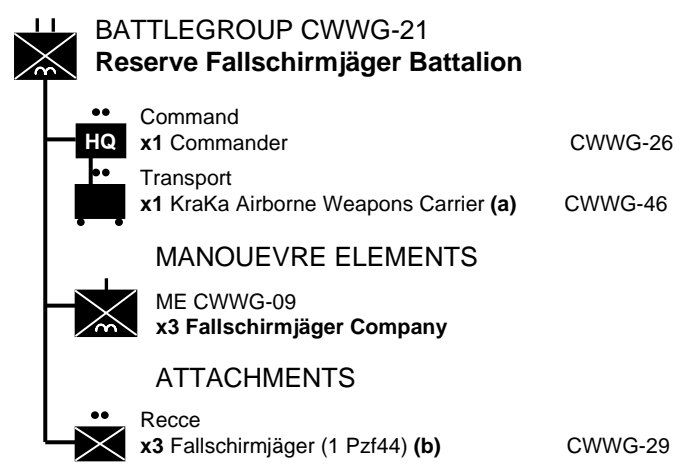 BATTLEGROUP CWWG-21
Reserve Fallschirmjäger Battalion
Command
HQ x1 Commander CWWG-26
Transport
x1 KraKa Airborne Weapons Carrier (a) CWWG-46
MANOUEVRE ELEMENTS
ME CWWG-09
x3 Fallschirmjäger Company
ATTACHMENTS
Recce
x3 Fallschirmjäger (1 Pzf44) (b) CWWG-29